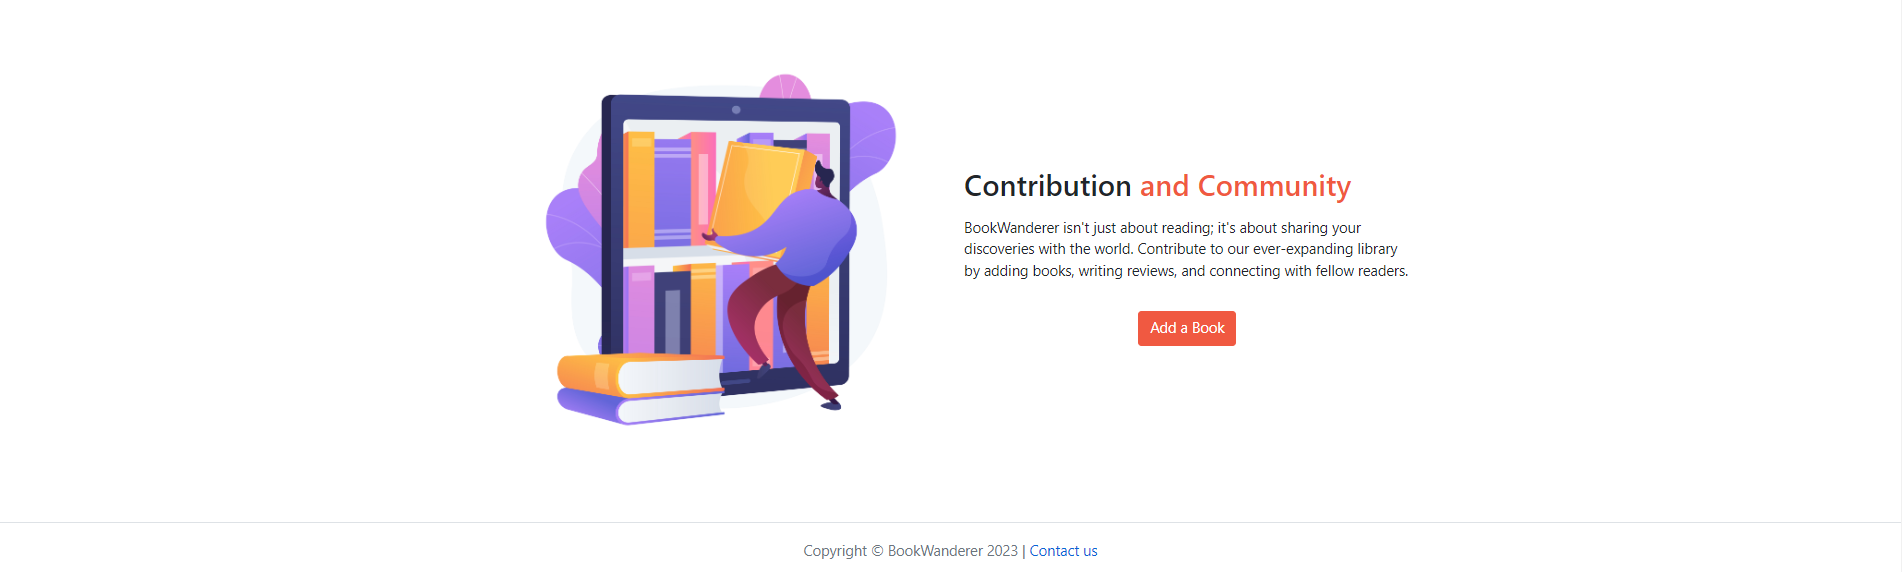 Contribution and Community
BookWanderer isn't just about reading; it's about sharing your
discoveries with the world. Contribute to our ever-expanding library
by adding books, writing reviews, and connecting with fellow readers.
Add a Book
Copyright © BookWanderer 2023 | Contact us